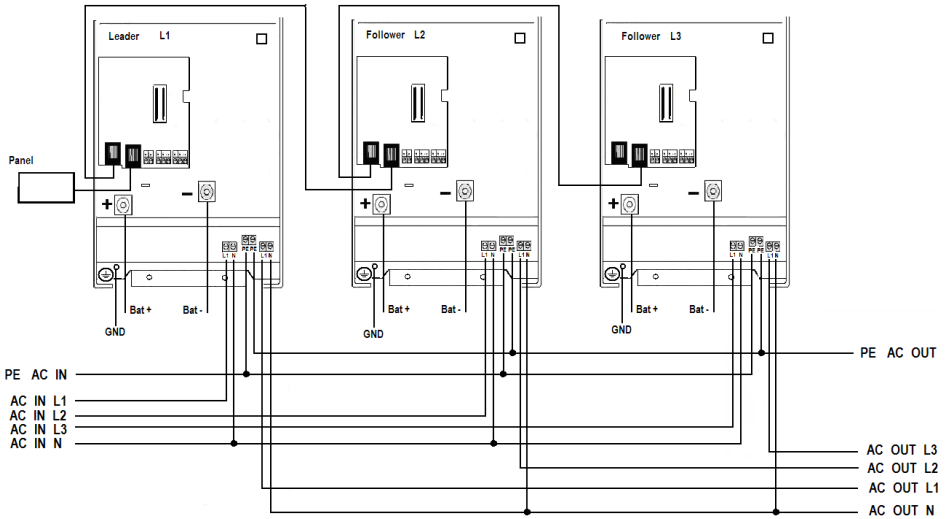 Leader L1
Follower L2
Follower L3
Panel
+ −
+ −
+ −
L1 N PE PE L1 N
L1 N PE PE L1 N
L1 N PE PE L1 N
Bat + Bat -
Bat + Bat -
Bat + Bat -
GND
GND
GND
PE AC OUT
PE AC IN
AC IN L1
AC IN L2
AC IN L3
AC IN N
AC OUT L3
AC OUT L2
AC OUT L1
AC OUT N